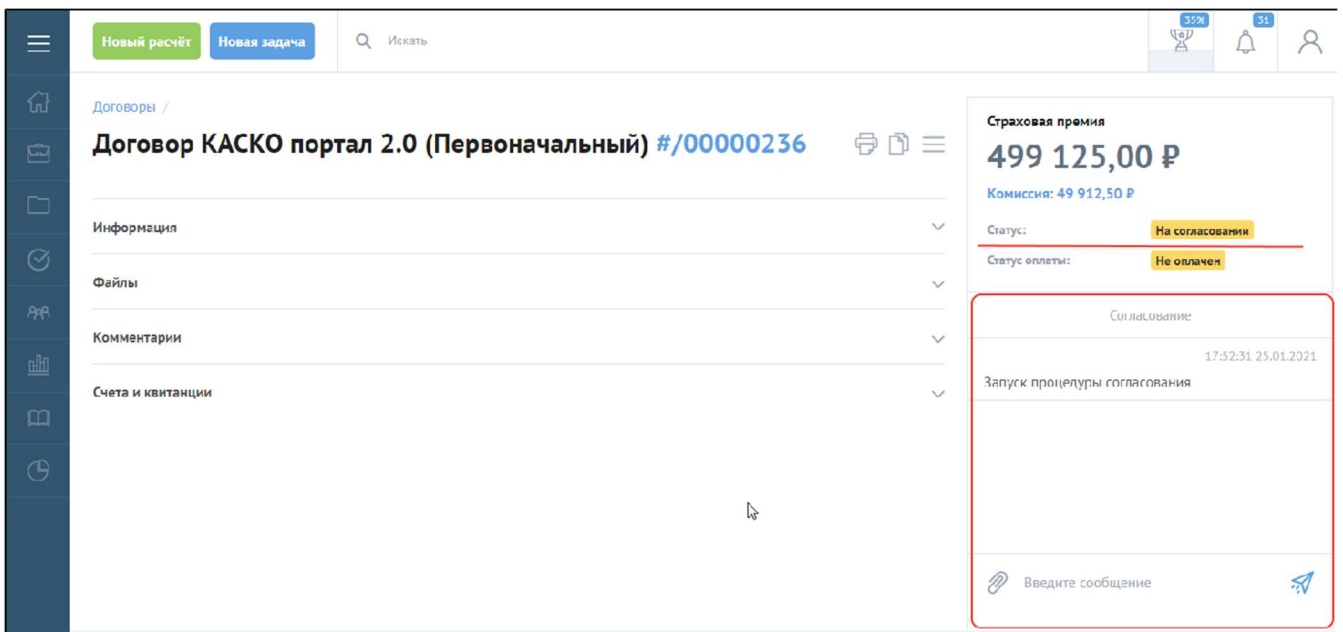 Новый расчёт Новая задача Искать 35% 31
Договоры /
Договор КАСКО портал 2.0 (Первоначальный) #/00000236
Информация
Файлы
Комментарии
Счета и квитанции
Страховая премия
499 125,00 ₽
Комиссия: 49 912,50 ₽
Статус: На согласовании
Статус оплаты: Не оплачен
Согласование
17:52:31 25.01.2021
Запуск процедуры согласования
Введите сообщение